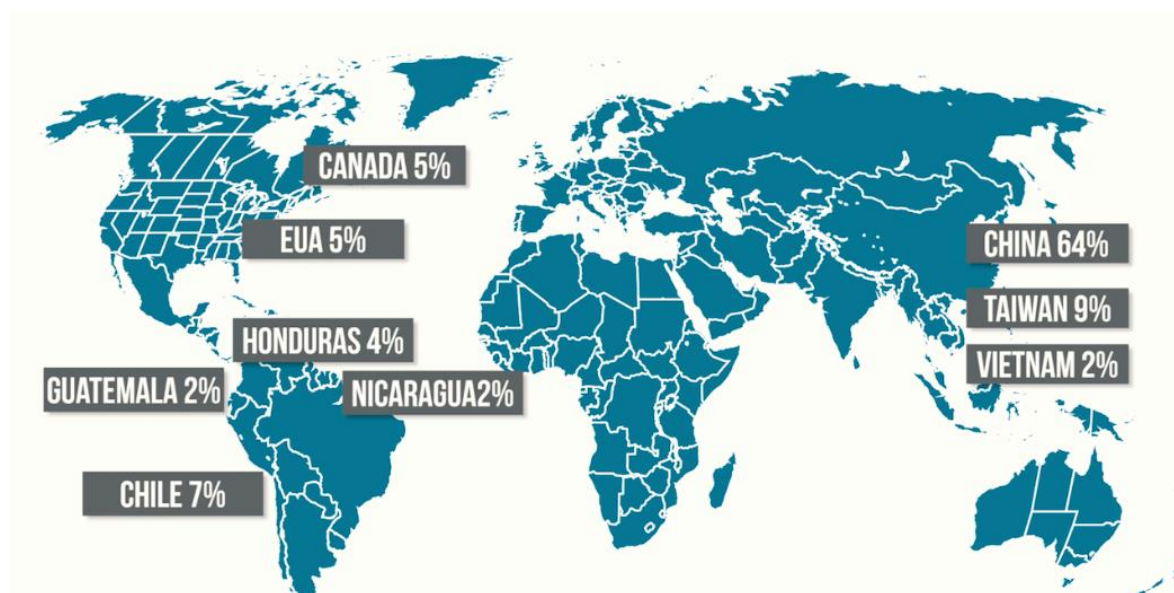 CANADA 5%
EUA 5%
CHINA 64%
TAIWAN 9%
HONDURAS 4%
VIETNAM 2%
GUATEMALA 2%
NICARAGUA2%
CHILE 7%